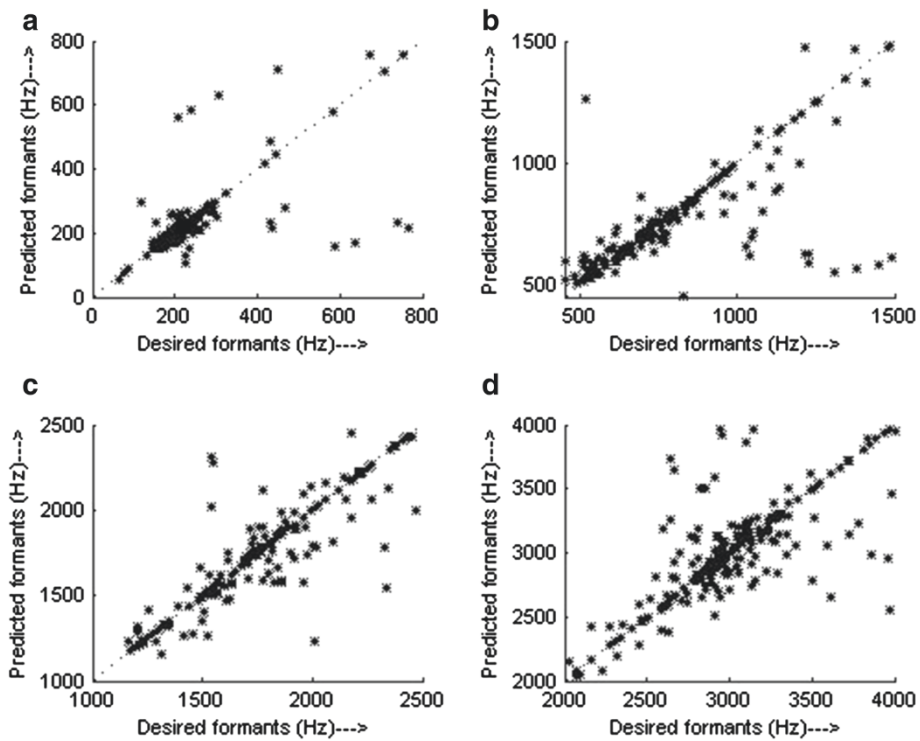 a
800
600
400
200
0
0 200 400 600 800
Predicted formants (Hz)--->
Desired formants (Hz)--->
b
1500
1000
500
500 1000 1500
Predicted formants (Hz)--->
Desired formants (Hz)--->
c
2500
2000
1500
1000
1000 1500 2000 2500
Predicted formants (Hz)--->
Desired formants (Hz)--->
d
4000
3500
3000
2500
2000
2000 2500 3000 3500 4000
Predicted formants (Hz)--->
Desired formants (Hz)--->